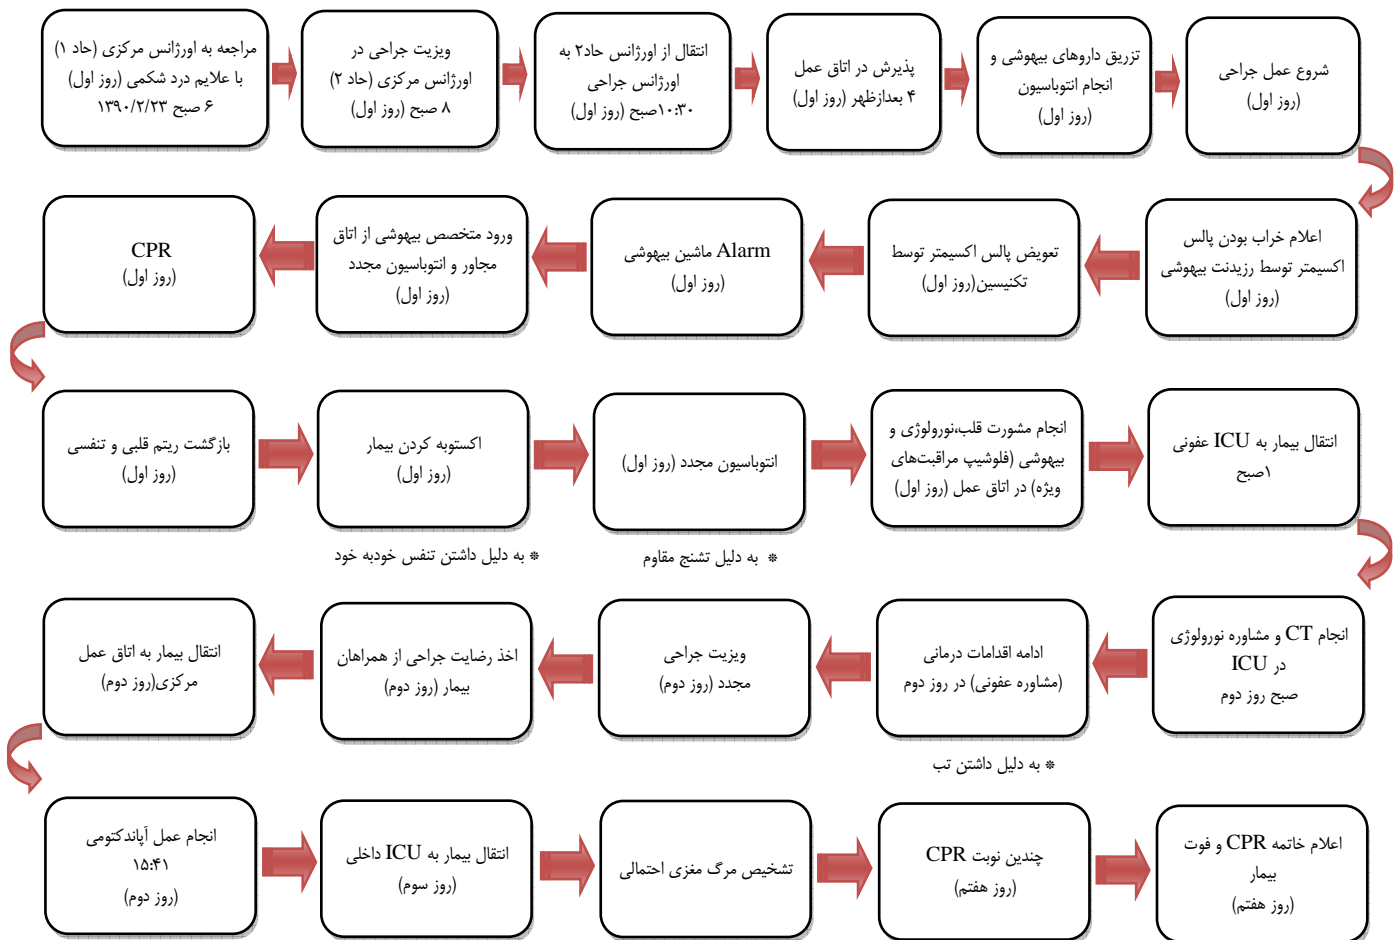 مراجعه به اورژانس مرکزی (حاد ۱)
با علایم درد شکمی (روز اول)
۶ صبح ۱۳۹۰/۲/۲۳
ویزیت جراحی در
اورژانس مرکزی (حاد ۲)
۸ صبح (روز اول)
انتقال از اورژانس حاد۲ به
اورژانس جراحی
۱۰:۳۰صبح (روز اول)
پذیرش در اتاق عمل
۴ بعدازظهر (روز اول)
تزریق داروهای بیهوشی و
انجام انتوباسیون
(روز اول)
شروع عمل جراحی
(روز اول)
اعلام خراب بودن پالس
اکسیمتر توسط رزیدنت بیهوشی
(روز اول)
تعویض پالس اکسیمتر توسط
تکنیسین(روز اول)
Alarm ماشین بیهوشی
(روز اول)
ورود متخصص بیهوشی از اتاق
مجاور و انتوباسیون مجدد
(روز اول)
CPR
(روز اول)
بازگشت ریتم قلبی و تنفسی
(روز اول)
اکستوبه کردن بیمار
(روز اول)
* به دلیل داشتن تنفس خودبه خود
انتوباسیون مجدد (روز اول)
* به دلیل تشنج مقاوم
انجام مشورت قلب،نورولوژی و
بیهوشی (فلوشیپ مراقبت‌های
ویژه) در اتاق عمل (روز اول)
انتقال بیمار به ICU عفونی
۱صبح
انجام CT و مشاوره نورولوژی
در ICU
صبح روز دوم
ادامه اقدامات درمانی
(مشاوره عفونی) در روز دوم
* به دلیل داشتن تب
ویزیت جراحی
مجدد (روز دوم)
اخذ رضایت جراحی از همراهان
بیمار (روز دوم)
انتقال بیمار به اتاق عمل
مرکزی(روز دوم)
انجام عمل آپاندکتومی
۱۵:۴۱
(روز دوم)
انتقال بیمار به ICU داخلی
(روز سوم)
تشخیص مرگ مغزی احتمالی
چندین نوبت CPR
(روز هفتم)
اعلام خاتمه CPR و فوت
بیمار
(روز هفتم)